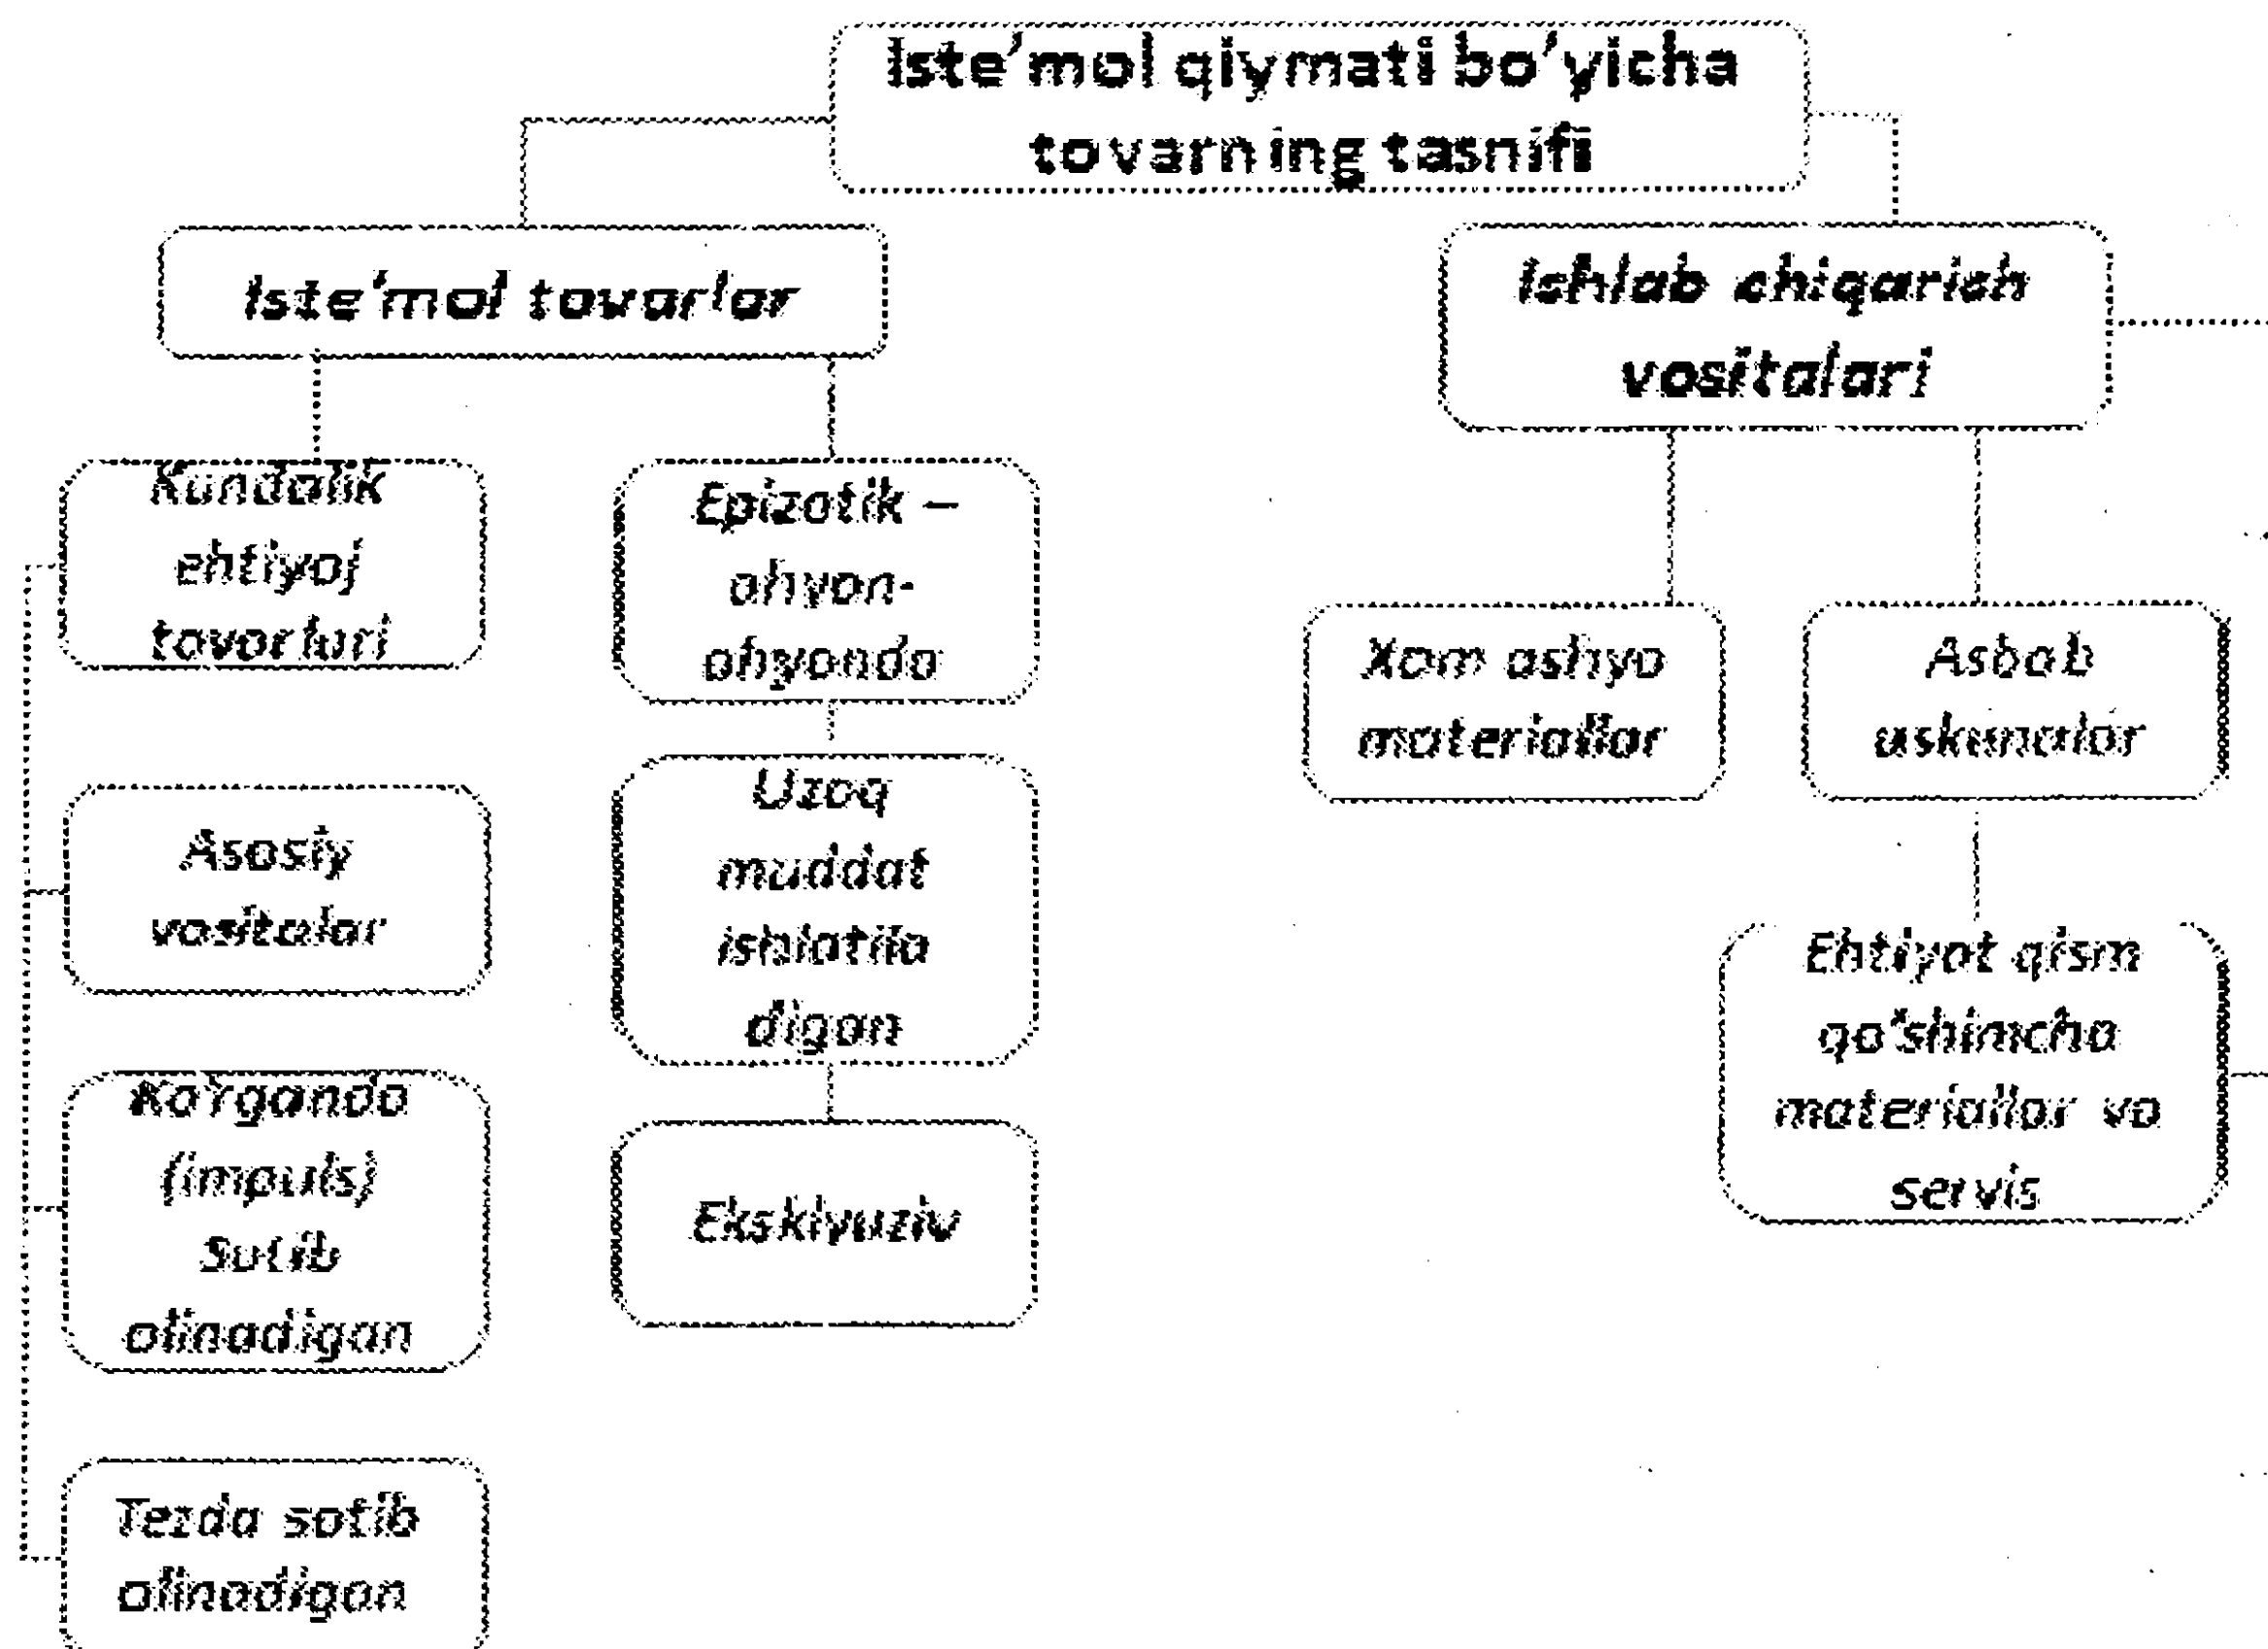 Iste’mol qiymati bo‘yicha
tovarning tasnifi
Iste’mol tovarlar
Ishlab chiqarish
vositalari
Kundalik
ehtiyoj
tovarlari
Epizotik –
ahyon-
ahyonda
Xom ashyo
materiallar
Asbob
uskunalar
Asosiy
vositalar
Uzoq
muddat
ishlatila
digan
Ehtiyot qism
qo‘shimcha
materiallar va
servis
Ko‘rganda
(impuls)
Sotib
olinadigan
Eksklyuziv
Tezda sotib
olinadigan